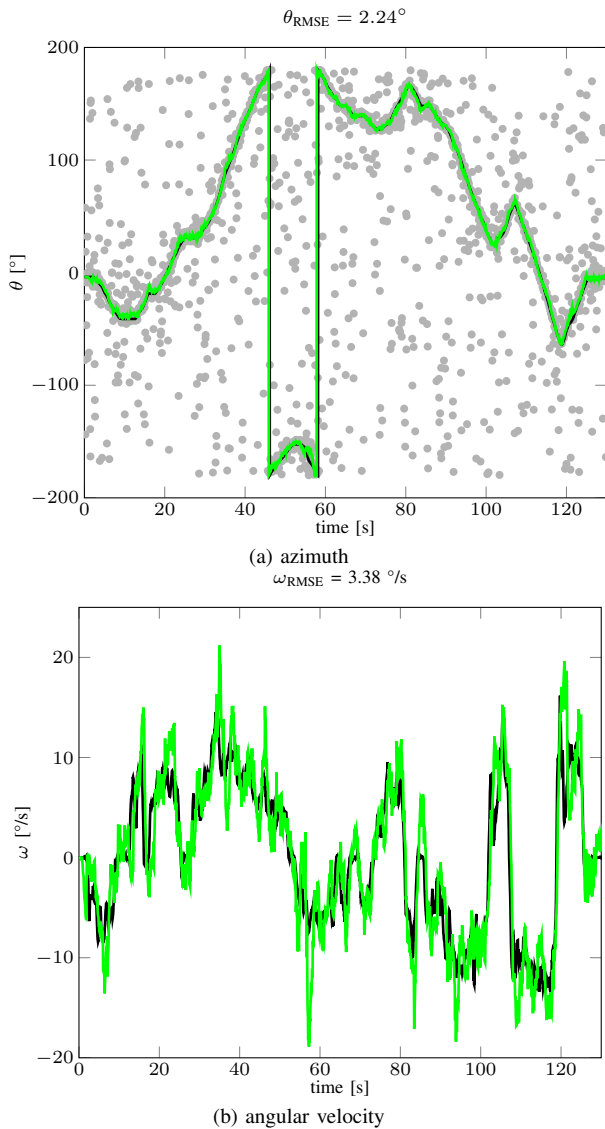 θRMSE = 2.24°
200
100
0
−100
−200
θ [°]
0 20 40 60 80 100 120
time [s]
(a) azimuth
ωRMSE = 3.38 °/s
20
10
0
−10
−20
ω [°/s]
0 20 40 60 80 100 120
time [s]
(b) angular velocity